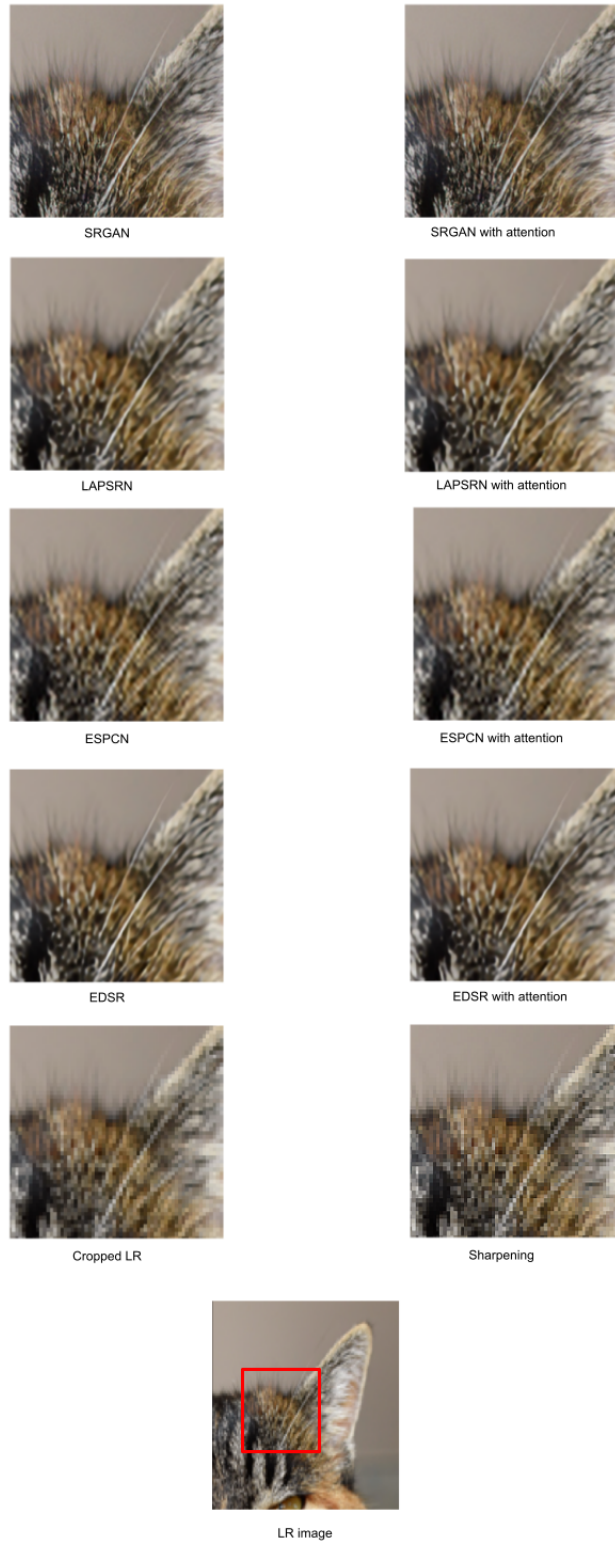 SRGAN
SRGAN with attention
LAPSRN
LAPSRN with attention
ESPCN
ESPCN with attention
EDSR
EDSR with attention
Cropped LR
Sharpening
LR image